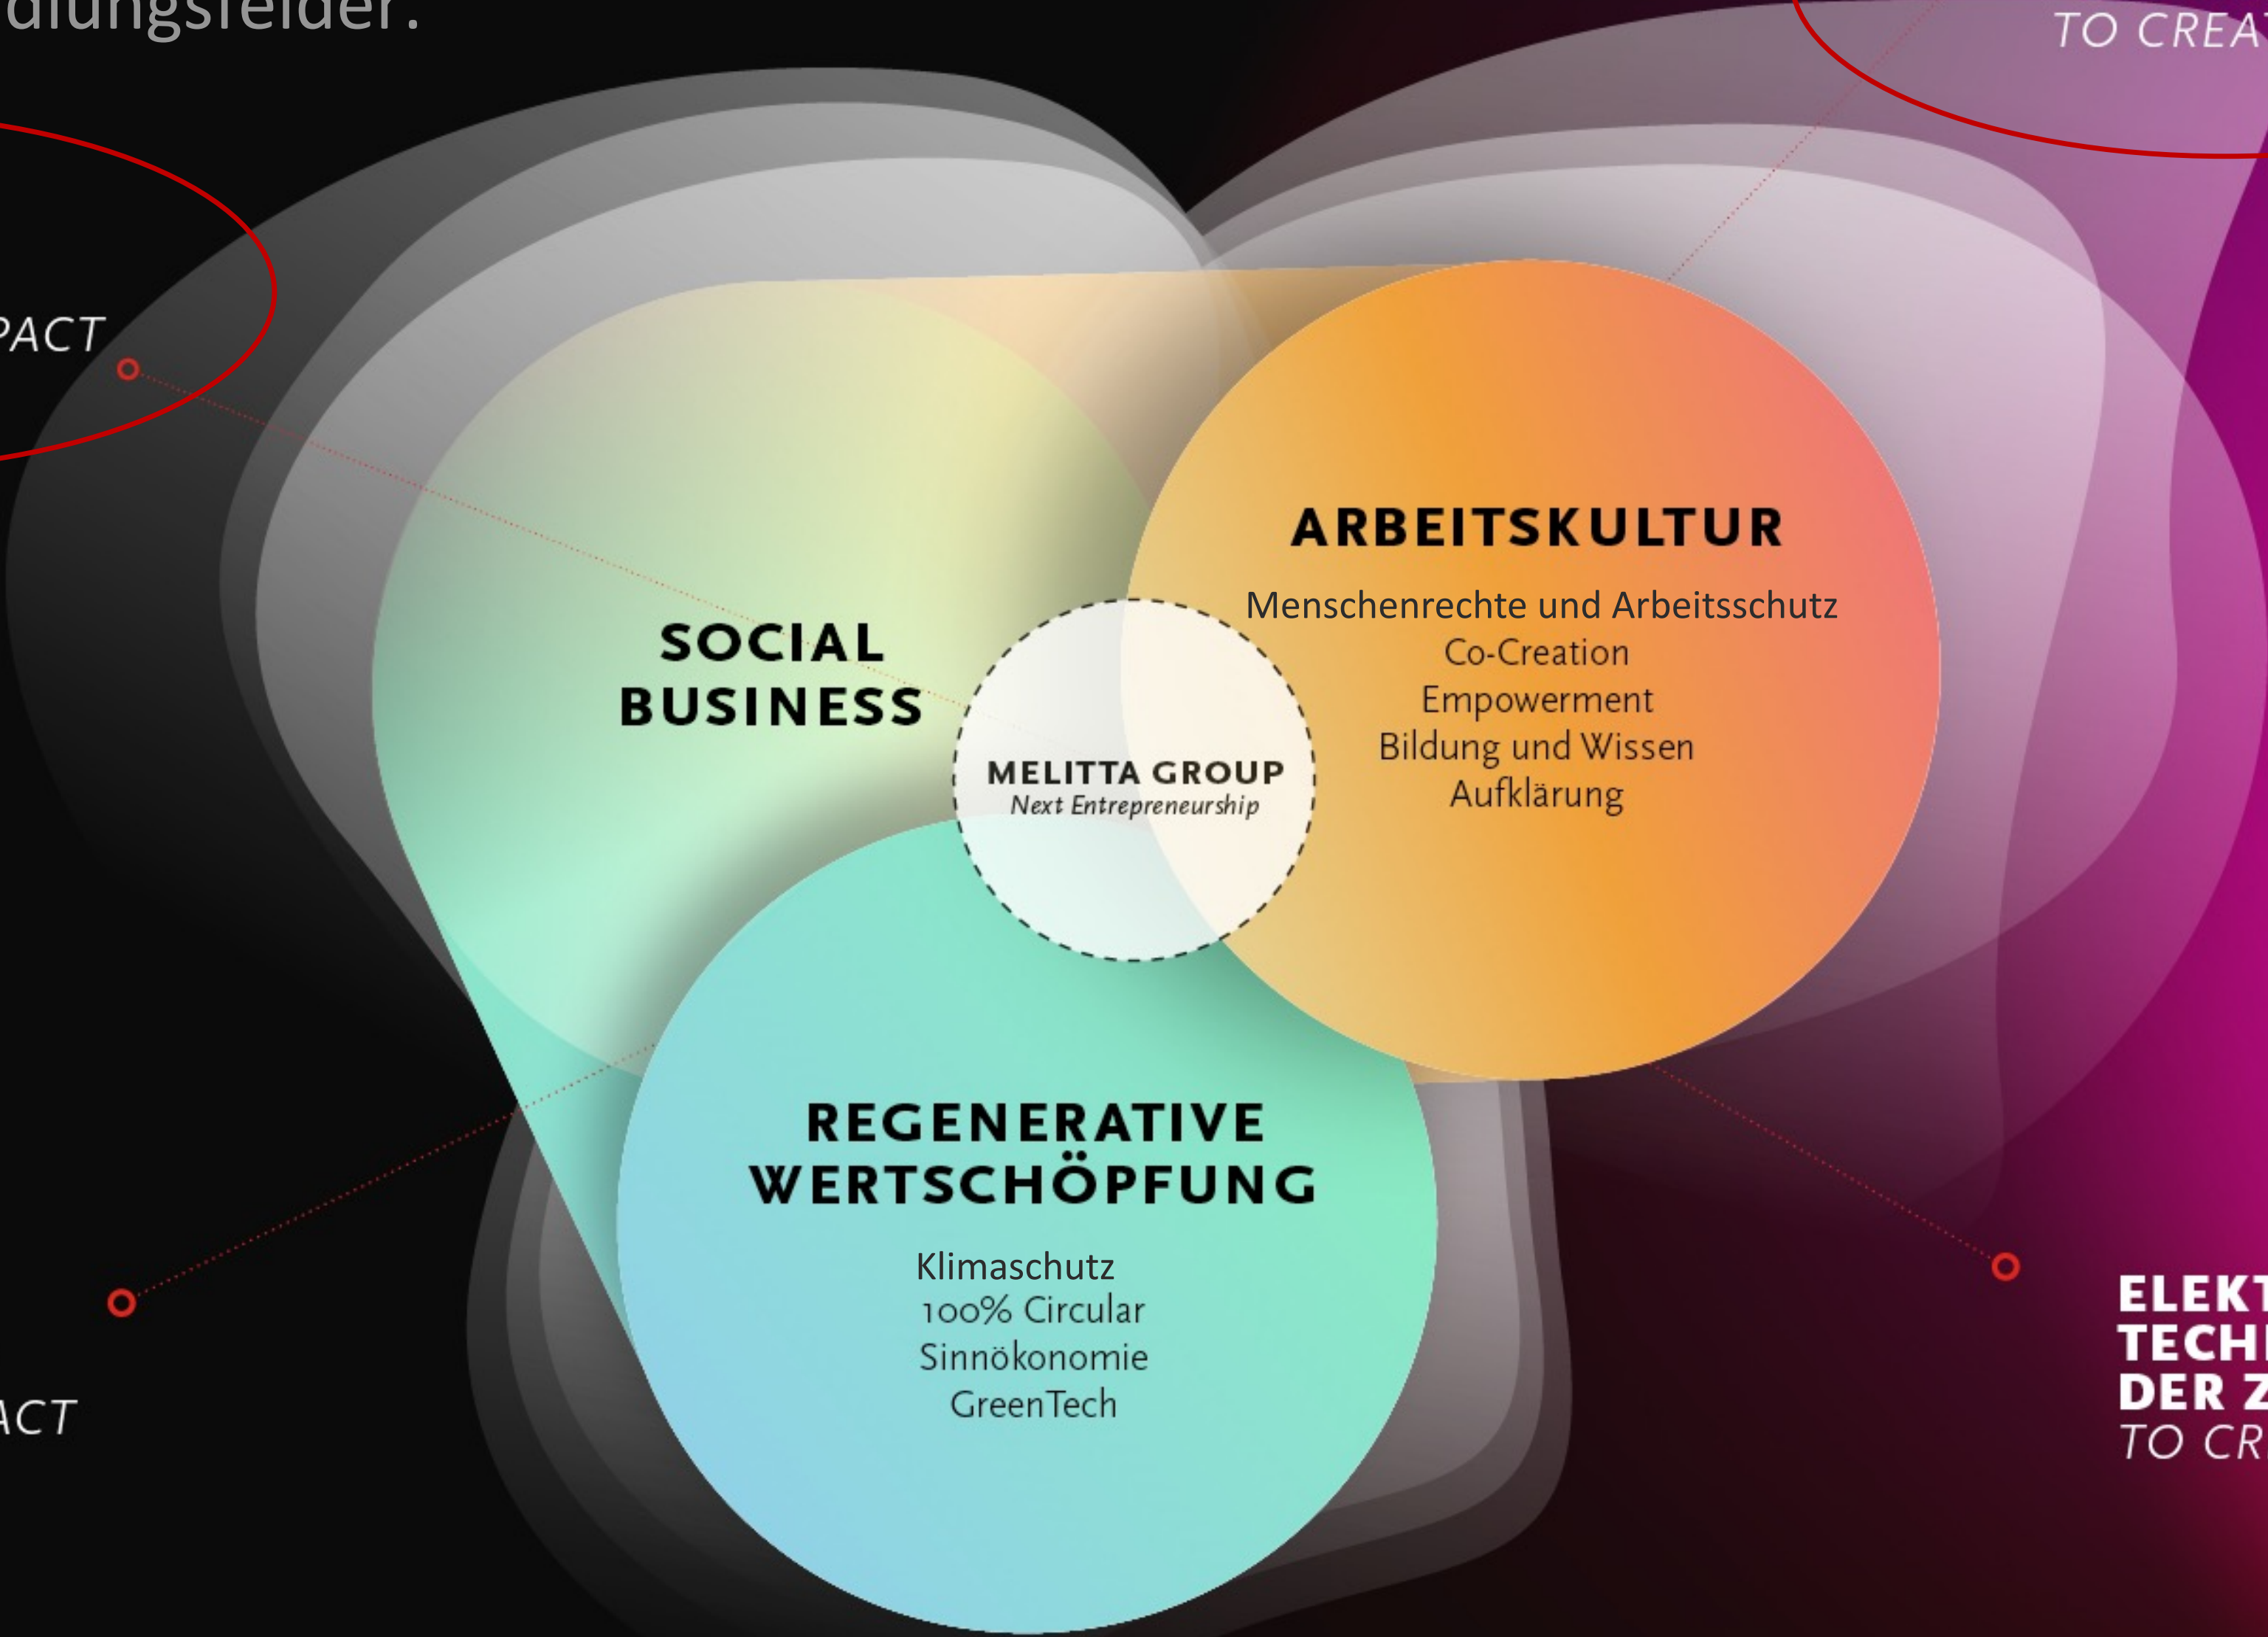 dlungsfelder.
TO CREAT
PACT
ARBEITSKULTUR
Menschenrechte und Arbeitsschutz
Co-Creation
Empowerment
Bildung und Wissen
Aufklärung
SOCIAL
BUSINESS
MELITTA GROUP
Next Entrepreneurship
REGENERATIVE
WERTSCHÖPFUNG
Klimaschutz
100% Circular
Sinnökonomie
GreenTech
ACT
ELEKT
TECH
DER Z
TO CR